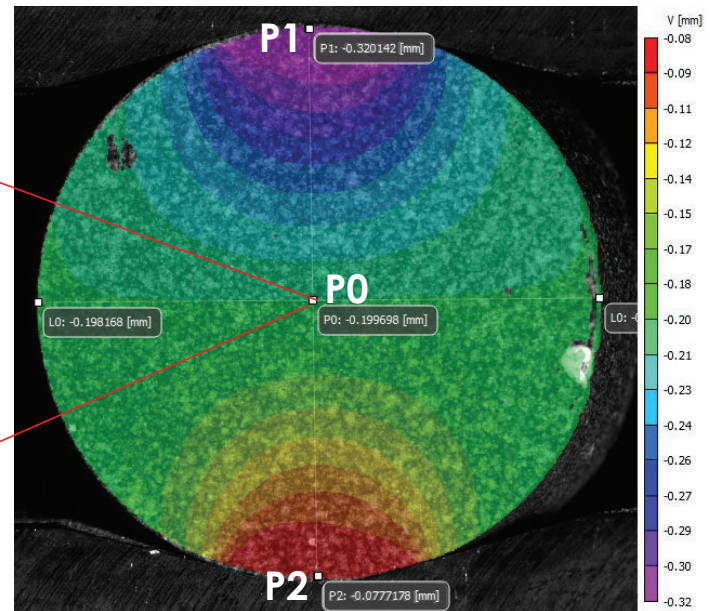 V [mm]
P1
P1: -0.320142 [mm]
-0.08
-0.09
-0.11
-0.12
-0.14
-0.15
-0.17
-0.18
-0.20
-0.21
-0.23
-0.24
-0.26
-0.27
-0.29
-0.30
-0.32
P0
L0: -0.198168 [mm]
P0: -0.199698 [mm]
L0: -0
P2
P2: -0.0777178 [mm]